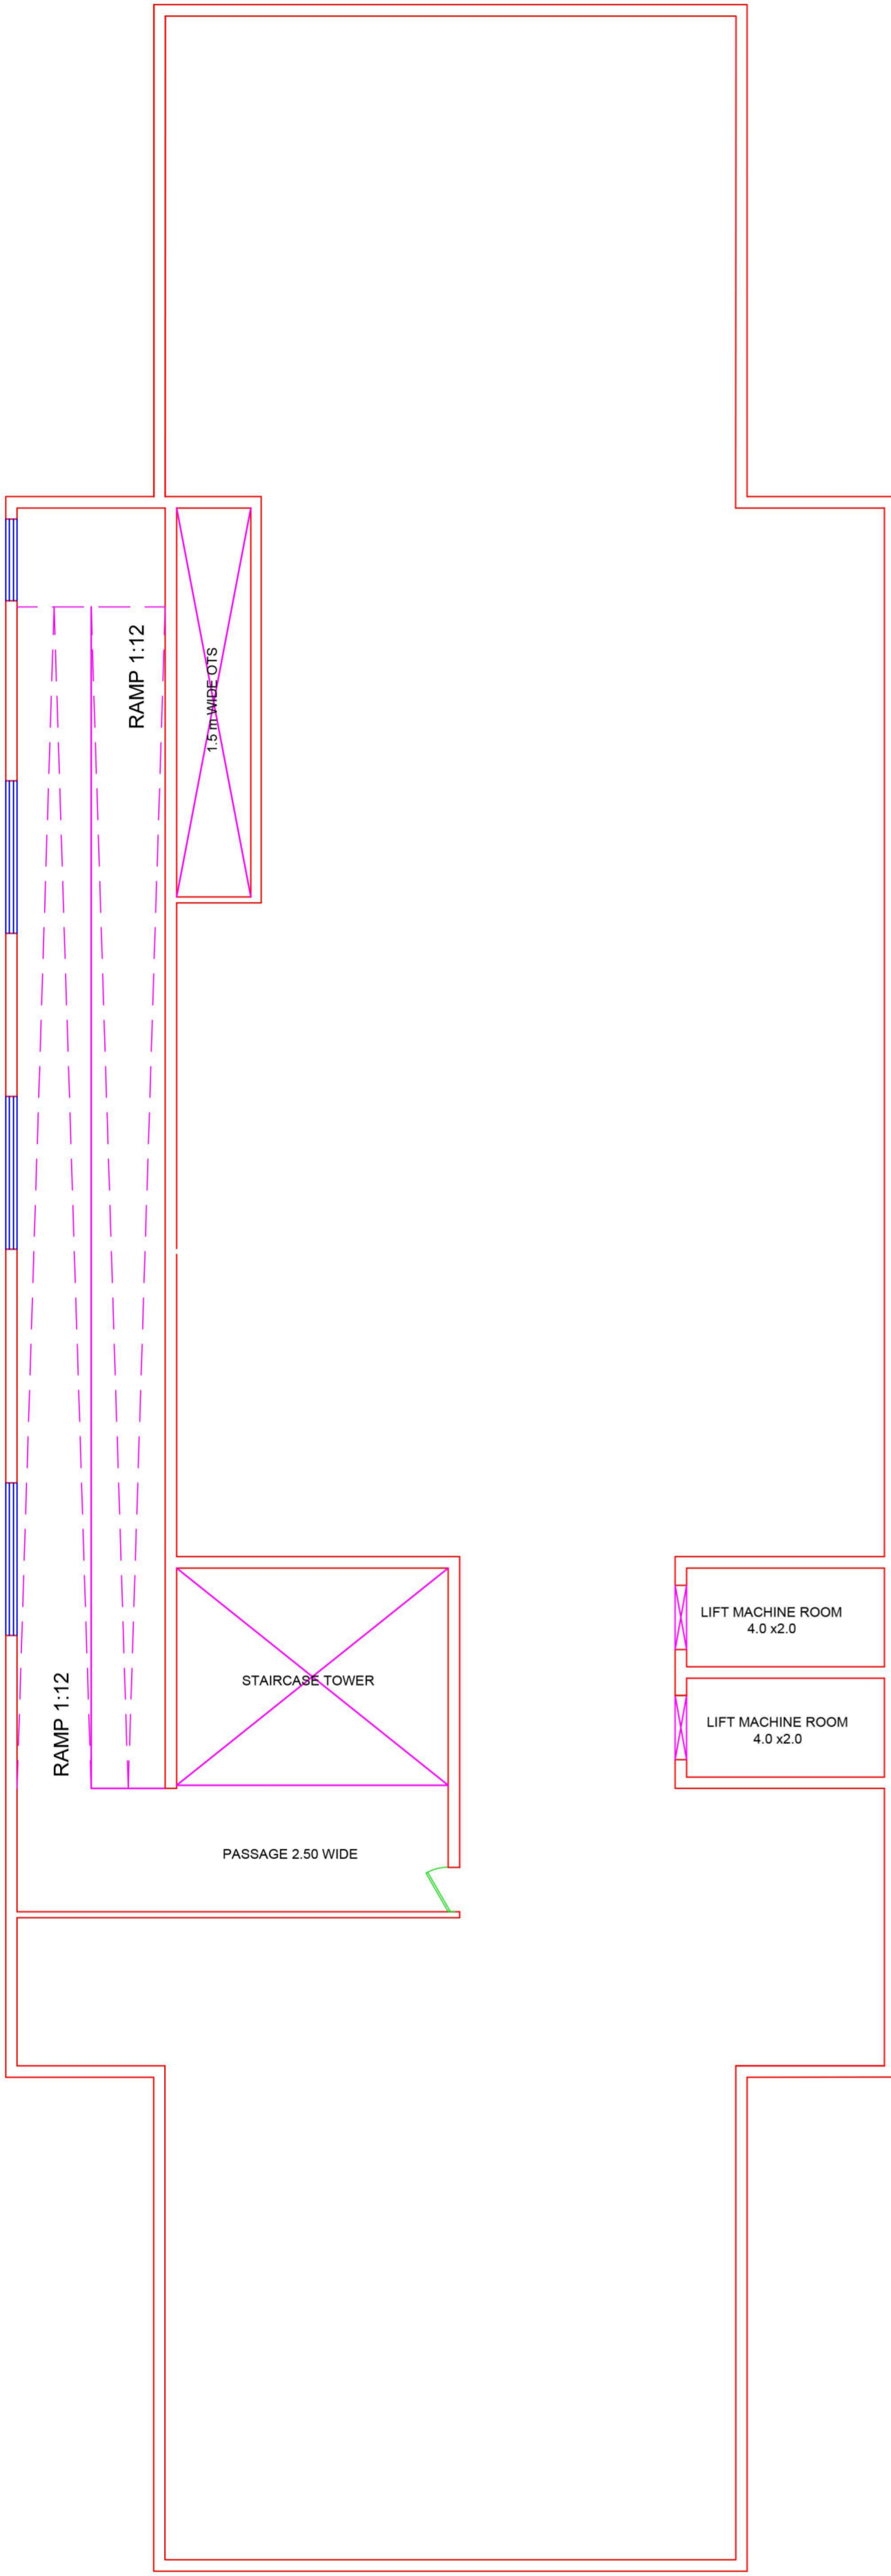 RAMP 1:12
1.5 m WIDE OTS
LIFT MACHINE ROOM
4.0 x2.0
STAIRCASE TOWER
RAMP 1:12
LIFT MACHINE ROOM
4.0 x2.0
PASSAGE 2.50 WIDE